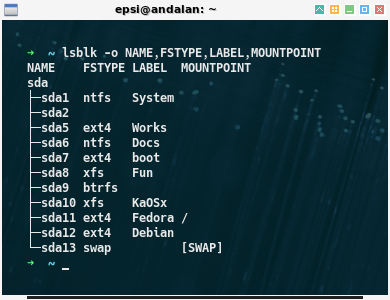 epsi@andalan: ~
➜  ~ lsblk -o NAME,FSTYPE,LABEL,MOUNTPOINT
NAME    FSTYPE LABEL  MOUNTPOINT
sda
├─sda1  ntfs   System
├─sda2
├─sda5  ext4   Works
├─sda6  ntfs   Docs
├─sda7  ext4   boot
├─sda8  xfs    Fun
├─sda9  btrfs
├─sda10 xfs    KaOSx
├─sda11 ext4   Fedora /
├─sda12 ext4   Debian
└─sda13 swap          [SWAP]
➜  ~ _